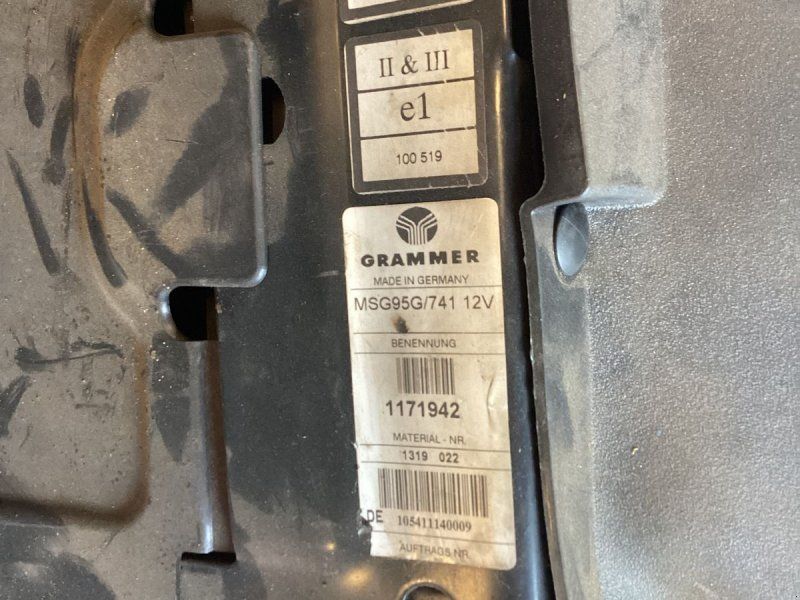 II & III
e1
100 519
GRAMMER
MADE IN GERMANY
MSG95G/741 12V
BENENNUNG
1171942
MATERIAL - NR.
1319 022
DE 105411140009
AUFTRAGS NR.